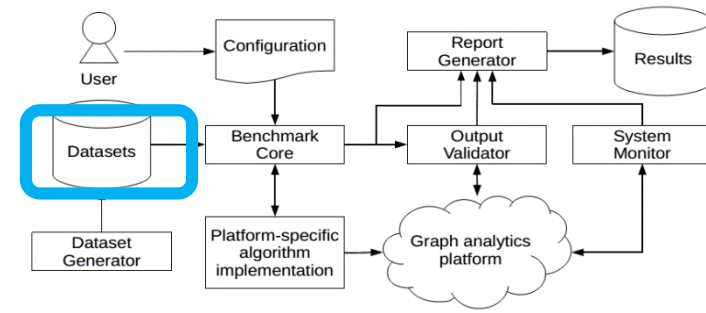 User
Configuration
Report
Generator
Results
Datasets
Benchmark
Core
Output
Validator
System
Monitor
Dataset
Generator
Platform-specific
algorithm
implementation
Graph analytics
platform